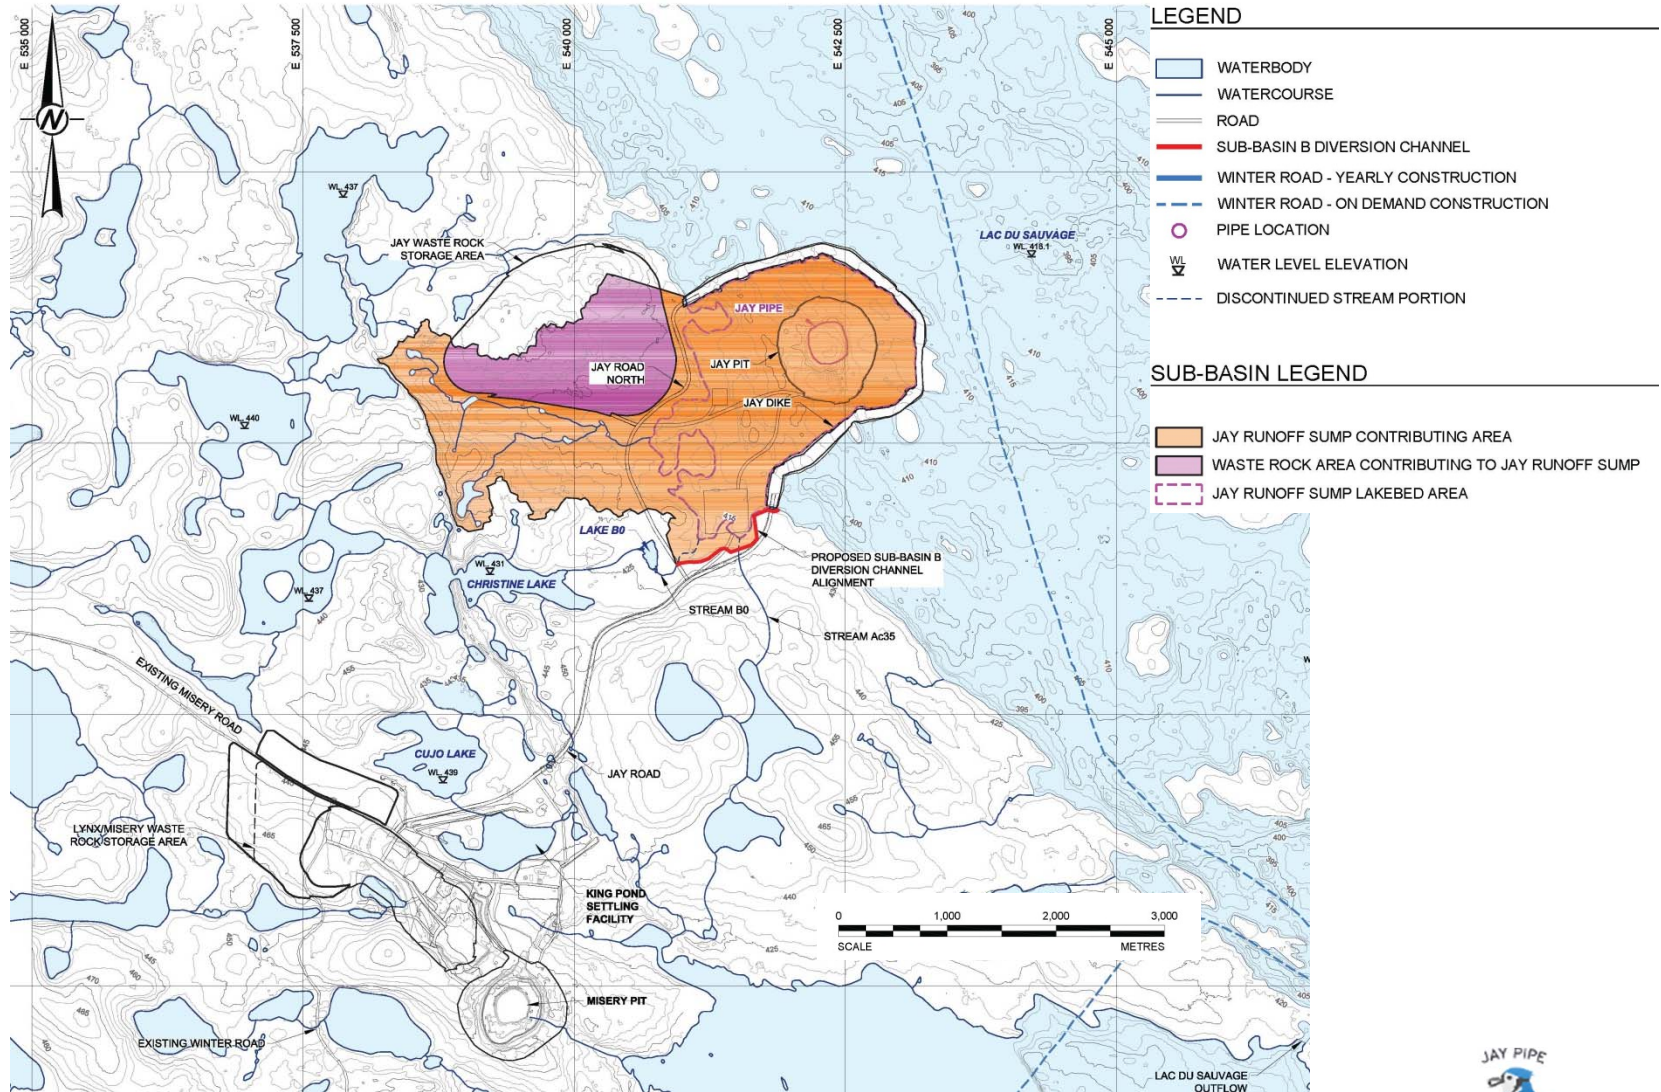 E 535 000
E 537 500
E 540 000
E 542 500
E 545 000
N
WL 437
JAY WASTE ROCK
STORAGE AREA
LAC DU SAUVAGE
WL 418.1
JAY PIPE
JAY PIT
JAY ROAD
NORTH
JAY DIKE
WL 440
LAKE B0
WL 431
CHRISTINE LAKE
WL 437
PROPOSED SUB-BASIN B
DIVERSION CHANNEL
ALIGNMENT
STREAM B0
STREAM Ac35
EXISTING MISERY ROAD
CUJO LAKE
WL 439
JAY ROAD
LYNX/MISERY WASTE
ROCK STORAGE AREA
KING POND
SETTLING
FACILITY
MISERY PIT
EXISTING WINTER ROAD
0 1,000 2,000 3,000
SCALE METRES
LAC DU SAUVAGE
OUTFLOW
LEGEND
WATERBODY
WATERCOURSE
ROAD
SUB-BASIN B DIVERSION CHANNEL
WINTER ROAD - YEARLY CONSTRUCTION
WINTER ROAD - ON DEMAND CONSTRUCTION
PIPE LOCATION
WL WATER LEVEL ELEVATION
DISCONTINUED STREAM PORTION
SUB-BASIN LEGEND
JAY RUNOFF SUMP CONTRIBUTING AREA
WASTE ROCK AREA CONTRIBUTING TO JAY RUNOFF SUMP
JAY RUNOFF SUMP LAKEBED AREA
JAY PIPE